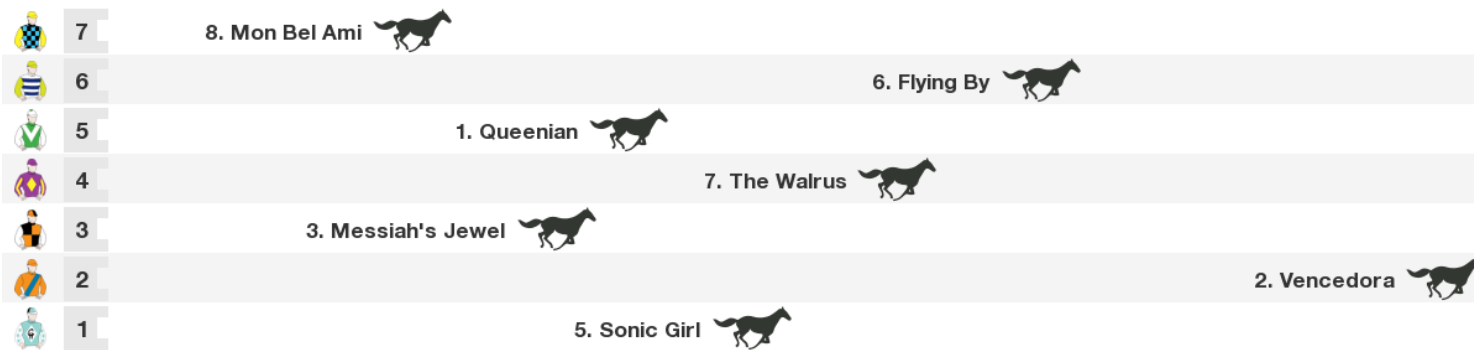 7 8. Mon Bel Ami
6 6. Flying By
5 1. Queenian
4 7. The Walrus
3 3. Messiah's Jewel
2 2. Vencedora
1 5. Sonic Girl